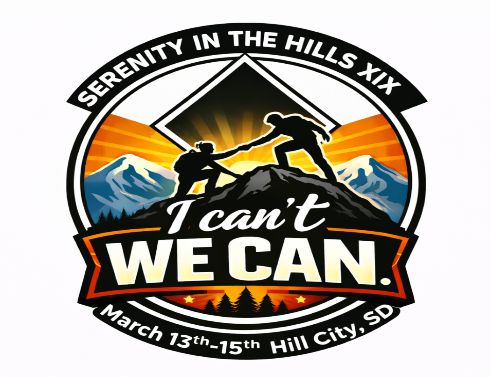 SERENITY IN THE HILLS XIX
I can't
WE CAN.
March 13th-15th Hill City, SD